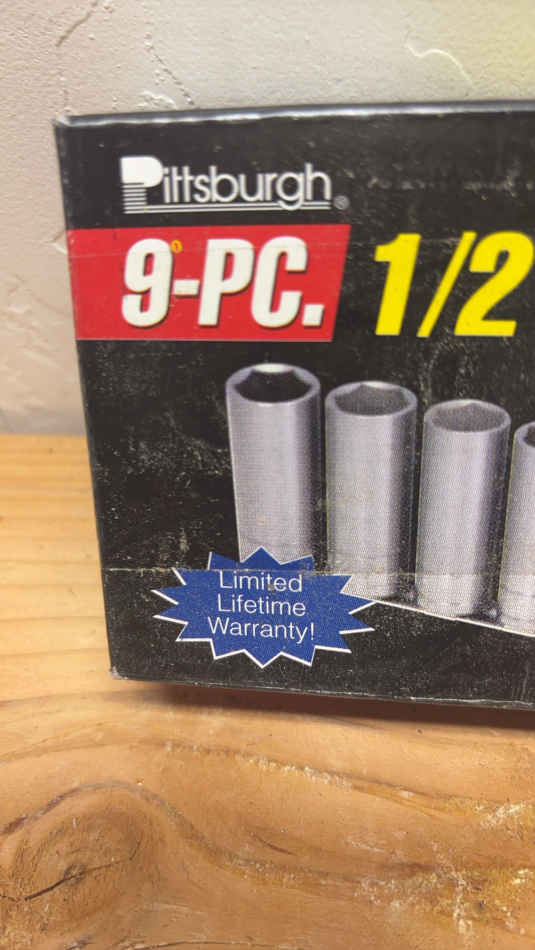 Pittsburgh®
9-PC. 1/2
Limited
Lifetime
Warranty!